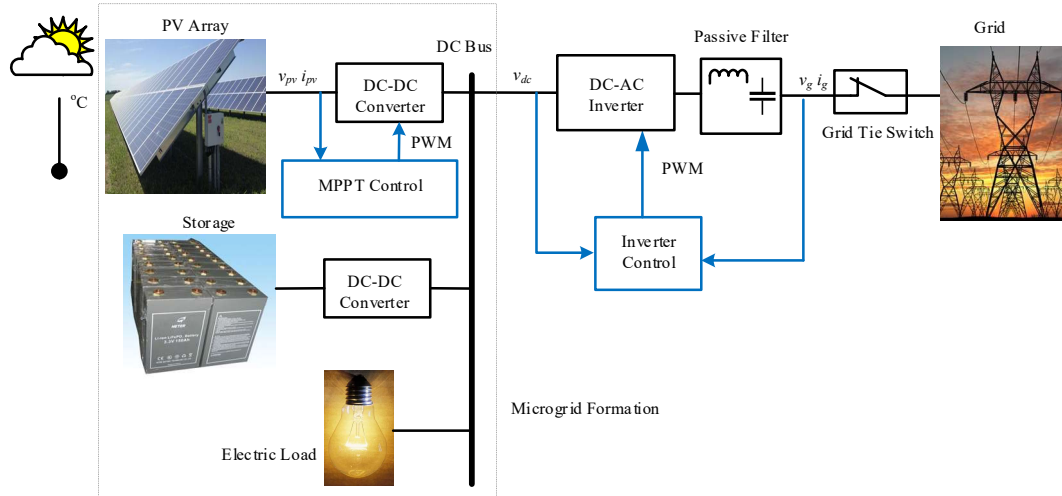 PV Array
DC Bus
Passive Filter
Grid
°C
v_pv i_pv
DC-DC
Converter
v_dc
DC-AC
Inverter
v_g i_g
Grid Tie Switch
PWM
MPPT Control
PWM
Storage
Inverter
Control
DC-DC
Converter
Microgrid Formation
Electric Load